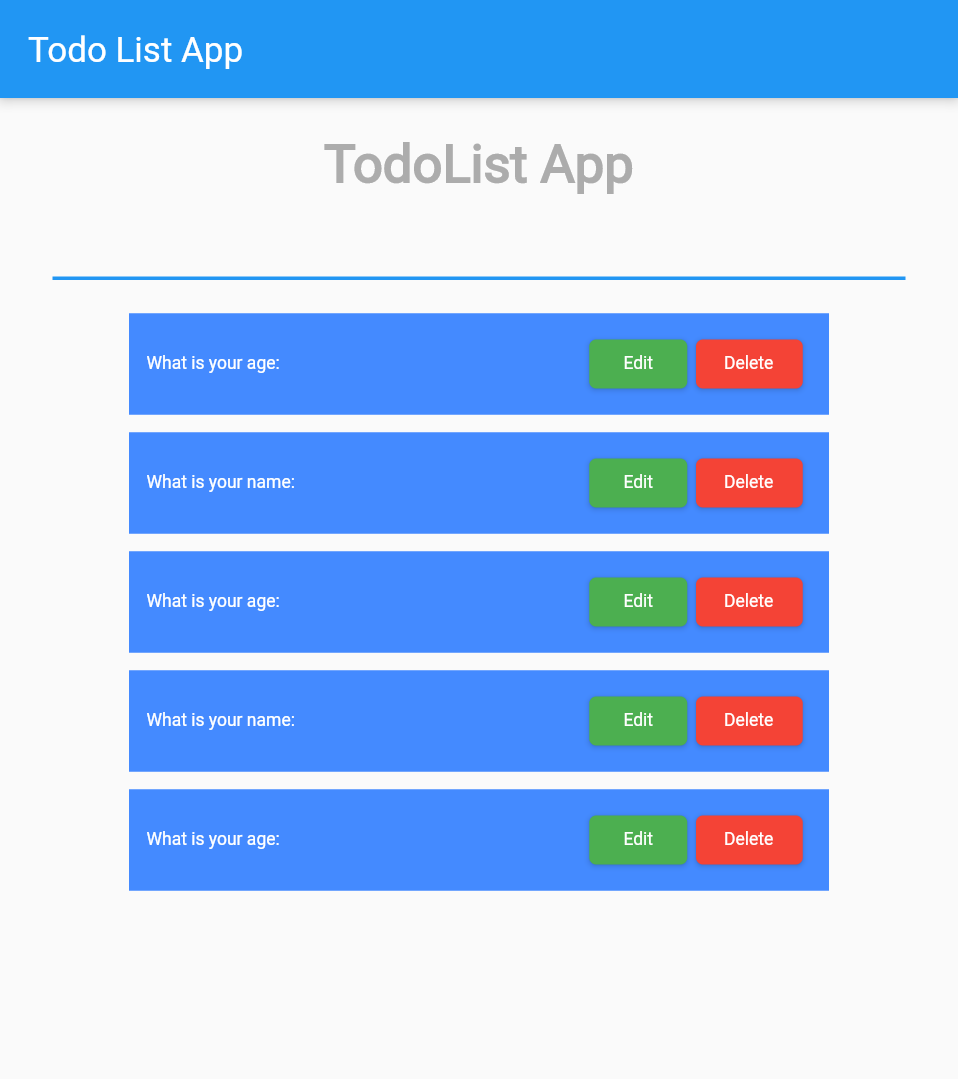 Todo List App
TodoList App
What is your age: Edit Delete
What is your name: Edit Delete
What is your age: Edit Delete
What is your name: Edit Delete
What is your age: Edit Delete